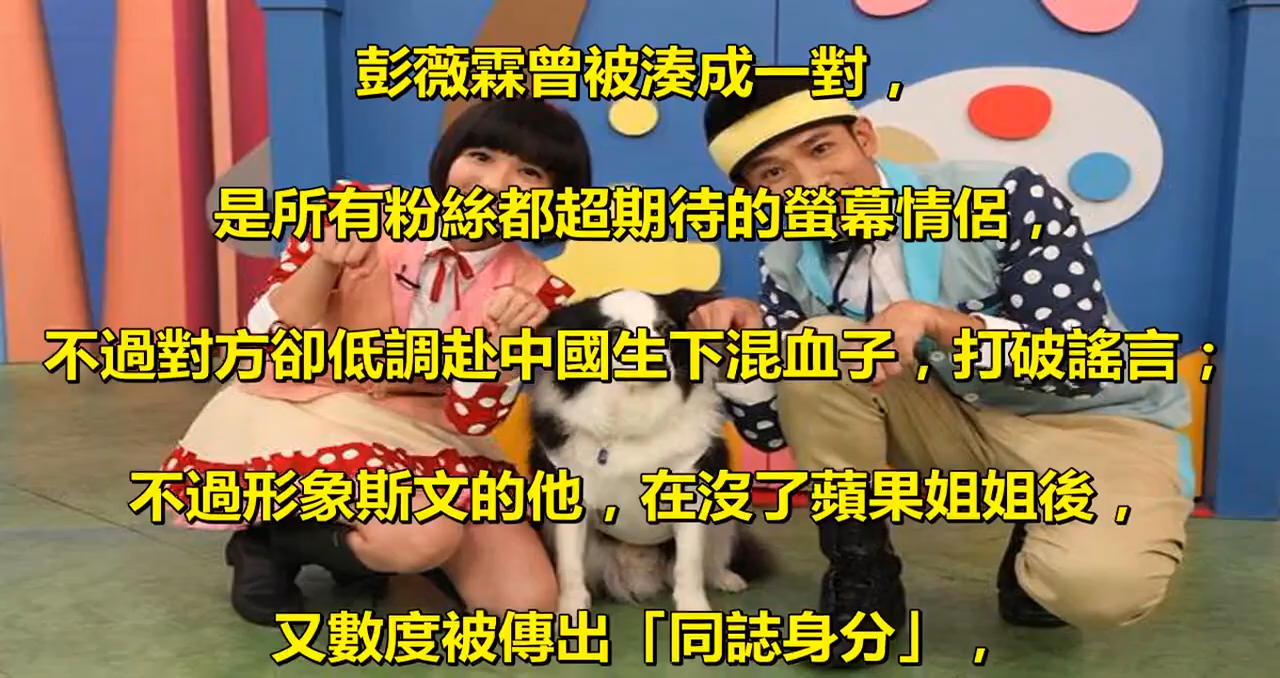 彭薇霖曾被湊成一對，
是所有粉絲都超期待的螢幕情侶，
不過對方卻低調赴中國生下混血子，打破謠言；
不過形象斯文的他，在沒了蘋果姐姐後，
又數度被傳出「同誌身分」，